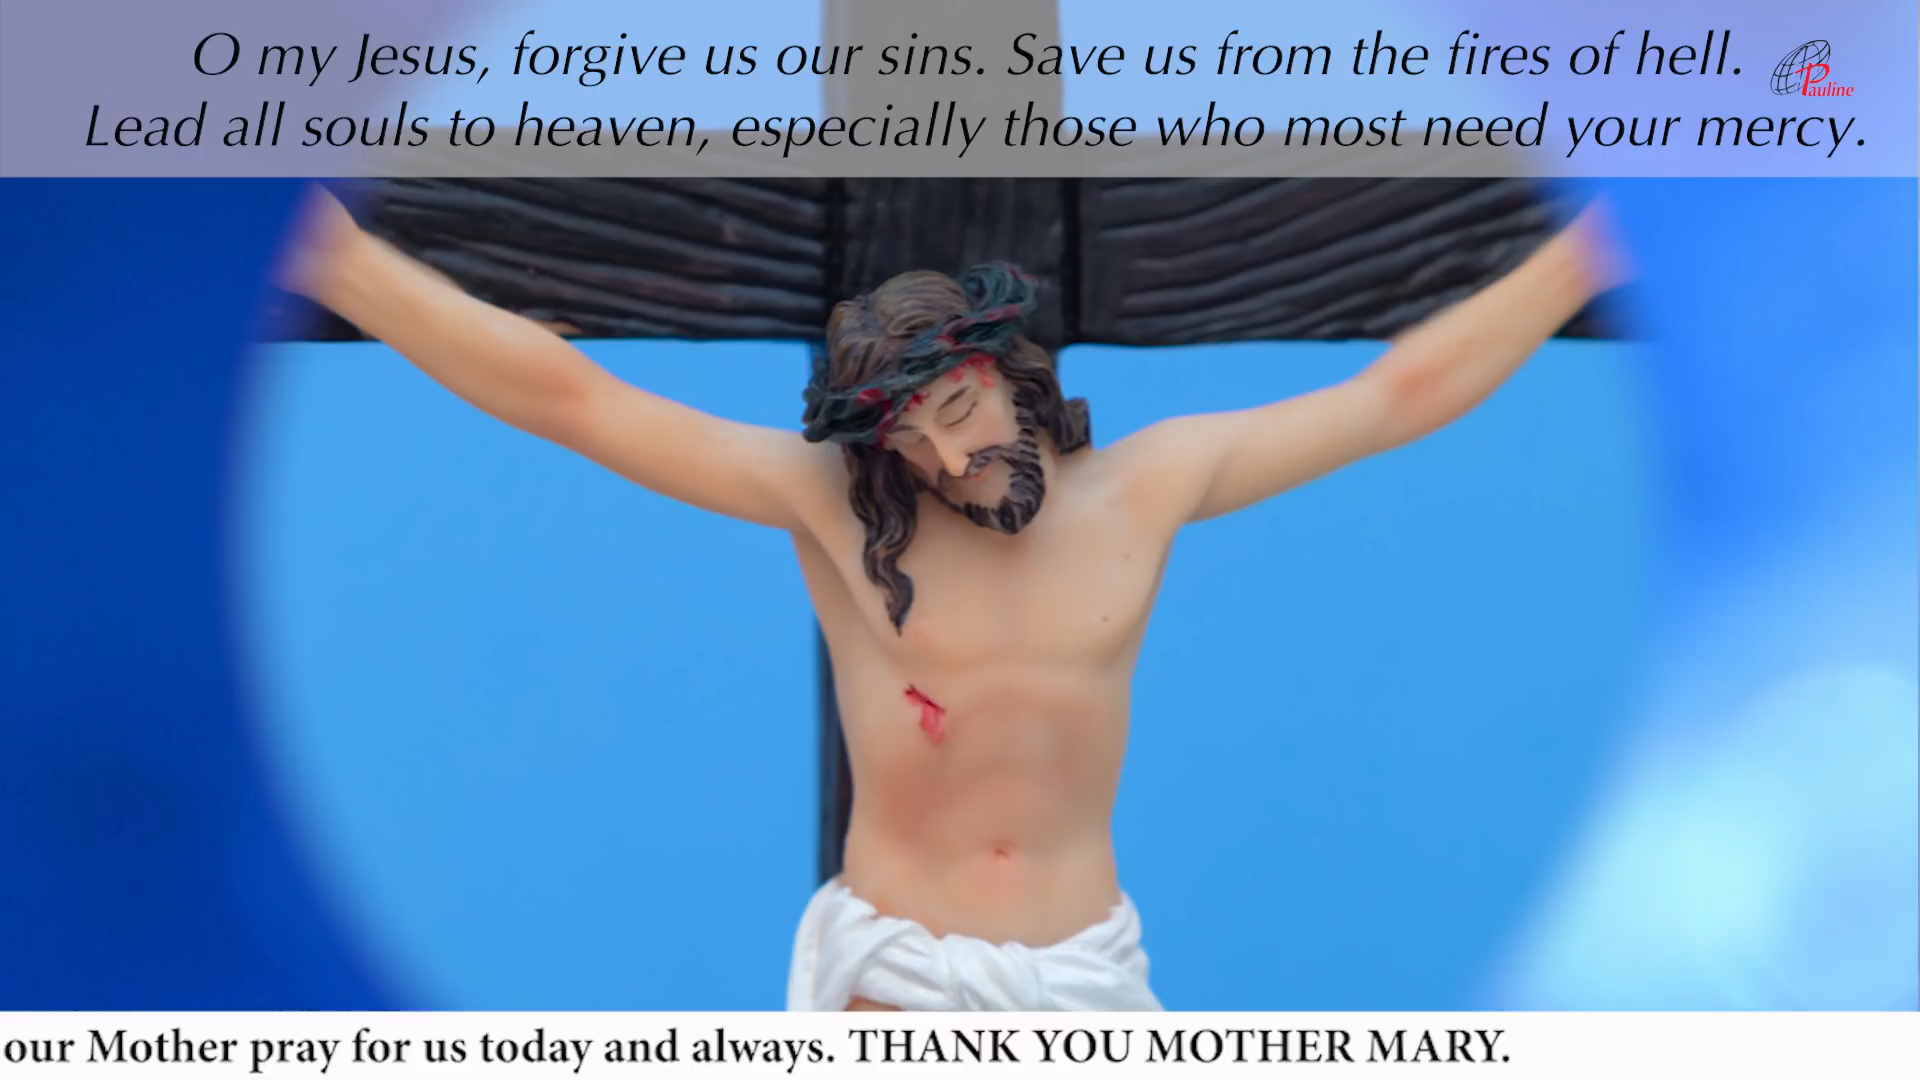 O my Jesus, forgive us our sins. Save us from the fires of hell.
Pauline
Lead all souls to heaven, especially those who most need your mercy.
our Mother pray for us today and always. THANK YOU MOTHER MARY.